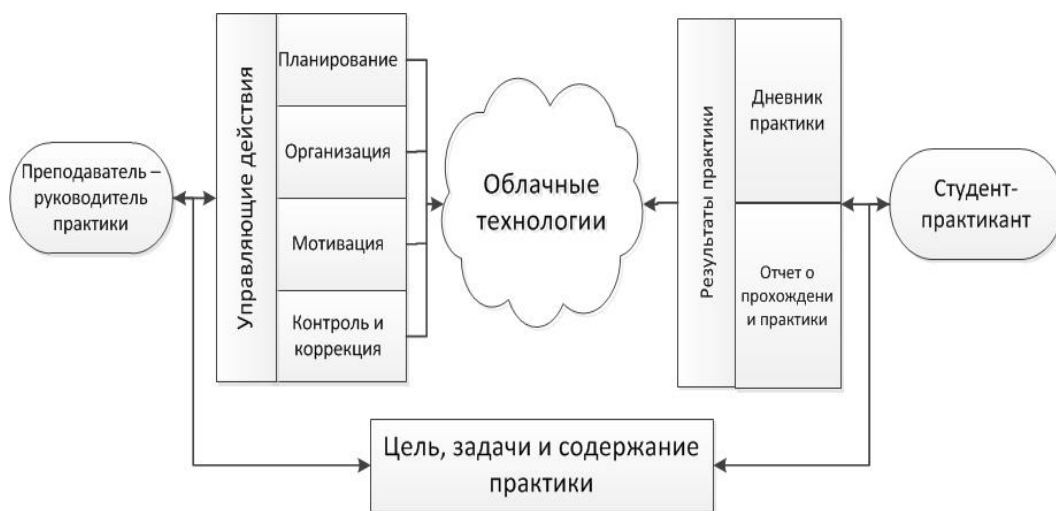 Преподаватель –
руководитель
практики
Управляющие действия
Планирование
Организация
Мотивация
Контроль и
коррекция
Облачные
технологии
Результаты практики
Дневник
практики
Отчет о
прохождени
и практики
Студент-
практикант
Цель, задачи и содержание
практики